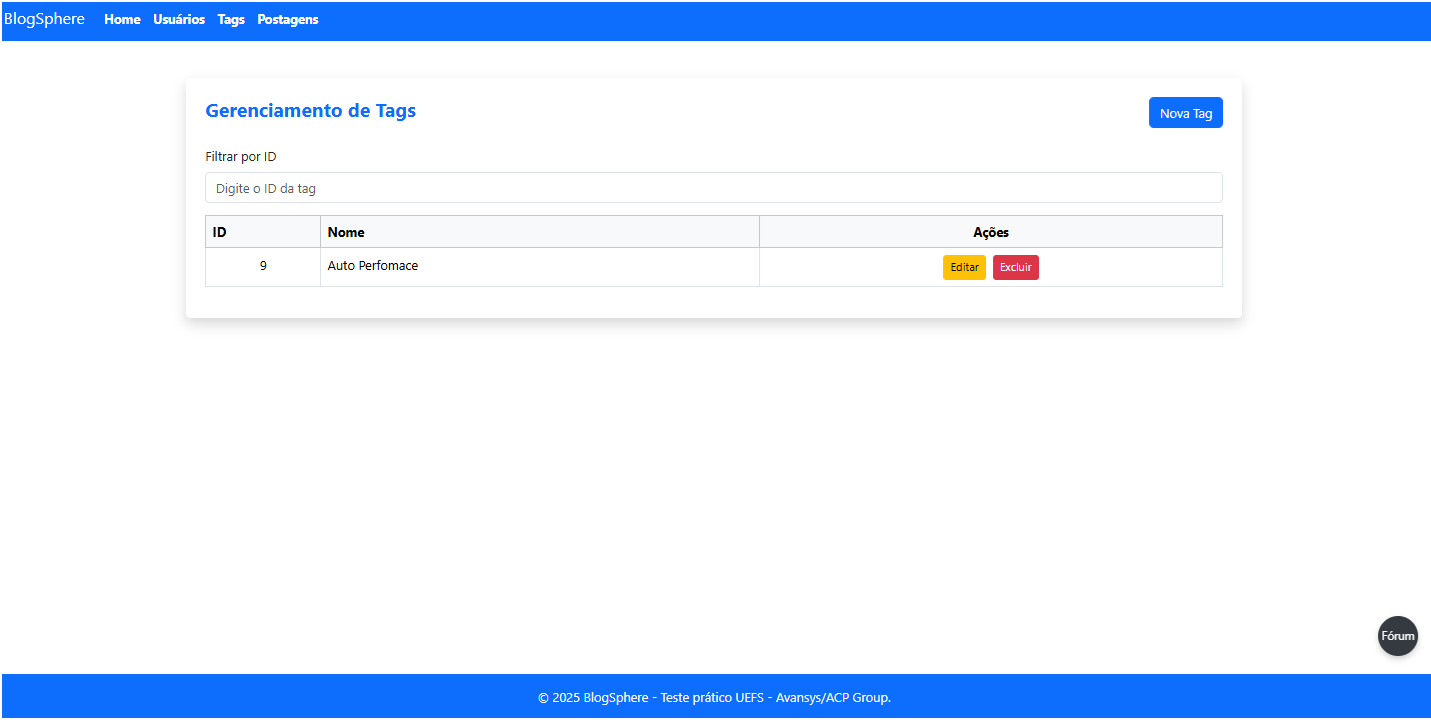 BlogSphere Home Usuários Tags Postagens
Gerenciamento de Tags Nova Tag
Filtrar por ID
Digite o ID da tag
ID Nome Ações
9 Auto Perfomace Editar Excluir
Fórum
© 2025 BlogSphere - Teste prático UEFS - Avansys/ACP Group.